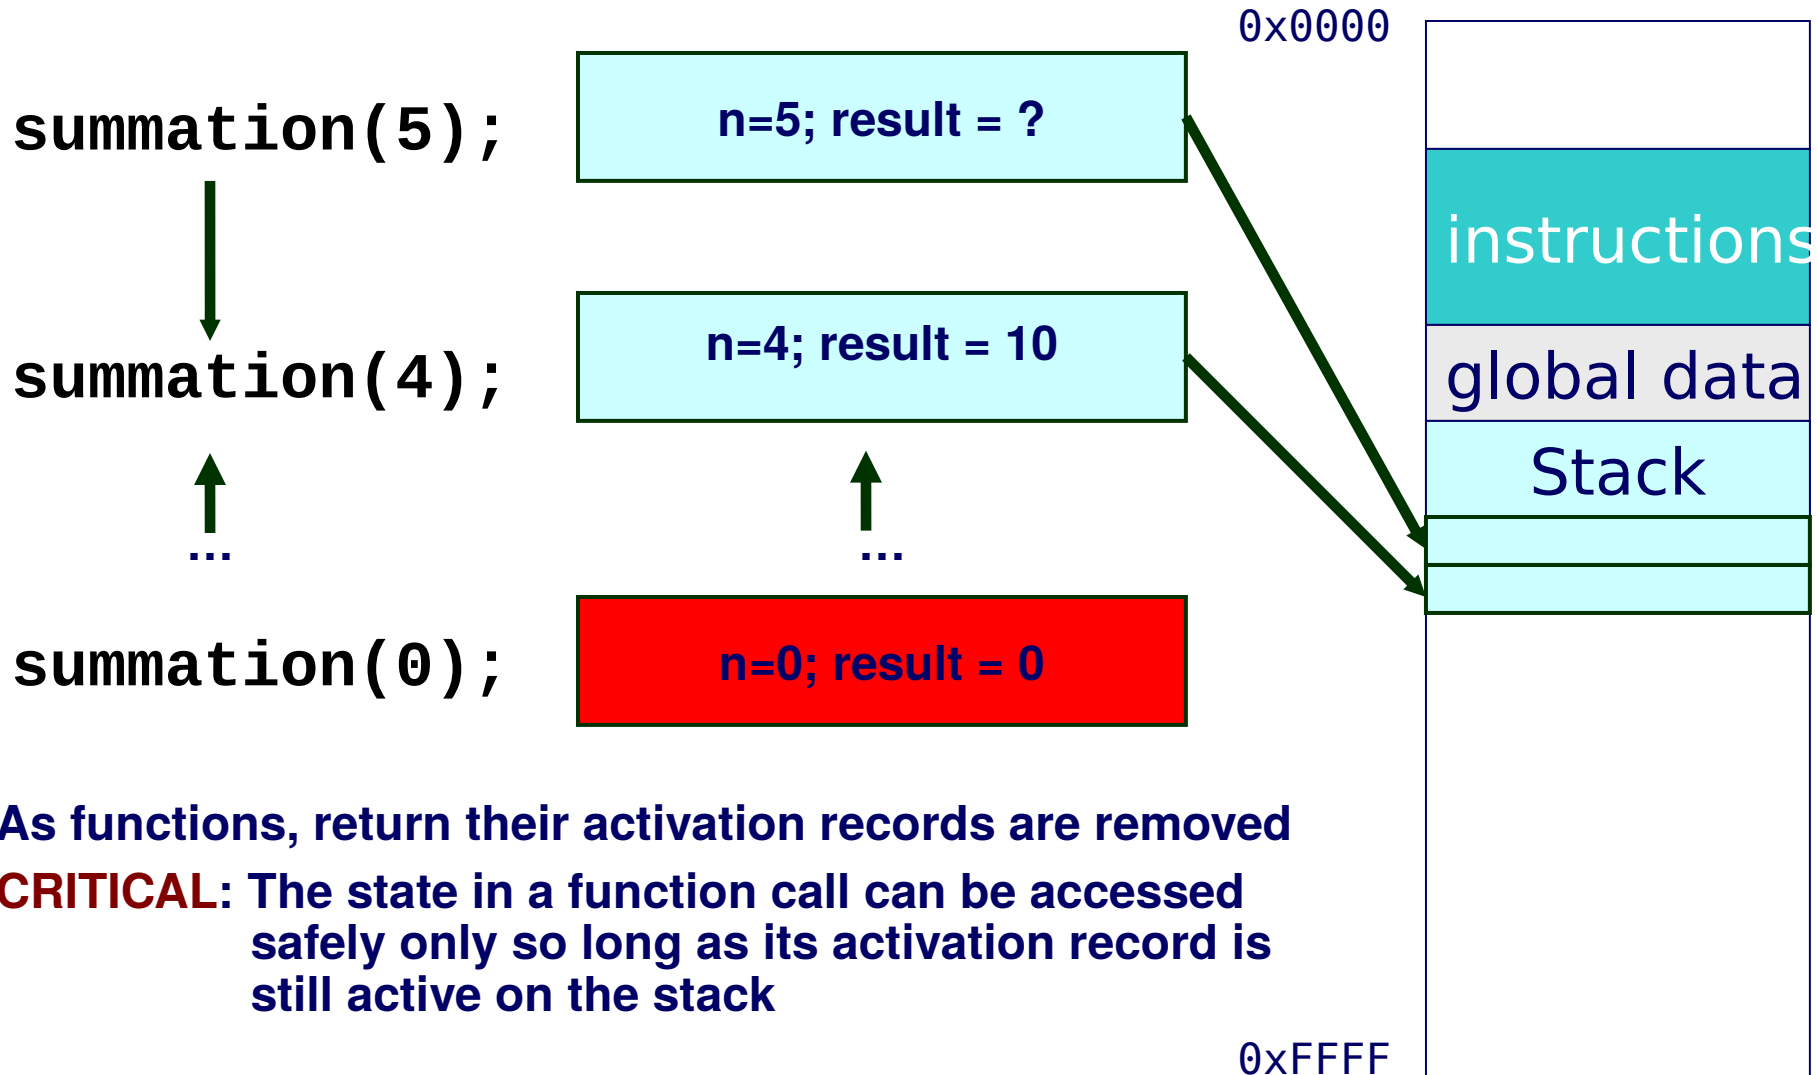 0x0000
summation(5);
n=5; result = ?
instructions
summation(4);
n=4; result = 10
global data
Stack
...
...
summation(0);
n=0; result = 0
As functions, return their activation records are removed
CRITICAL: The state in a function call can be accessed
safely only so long as its activation record is
still active on the stack
0xFFFF